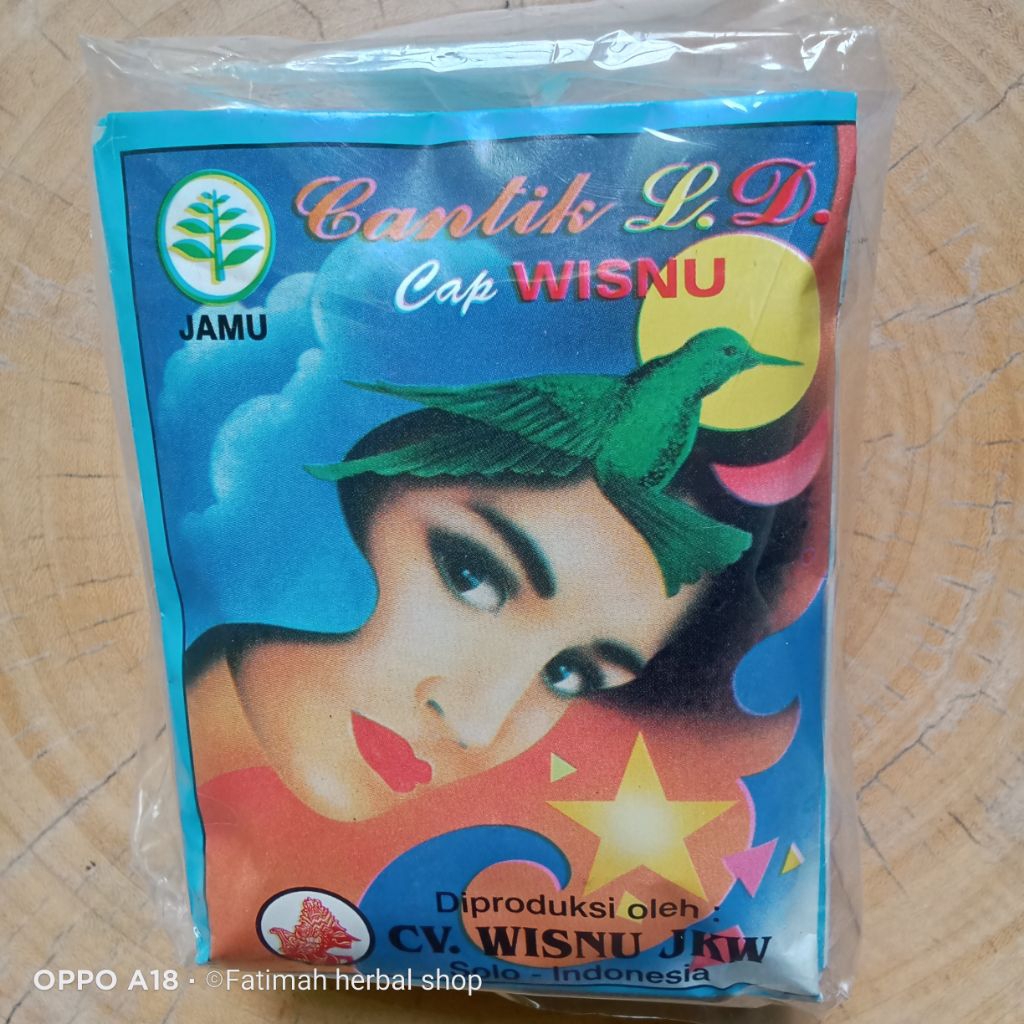 Cantik L.D.
Cap WISNU
JAMU
Diproduksi oleh :
CV. WISNU JKW
Solo - Indonesia
OPPO A18 · ©Fatimah herbal shop